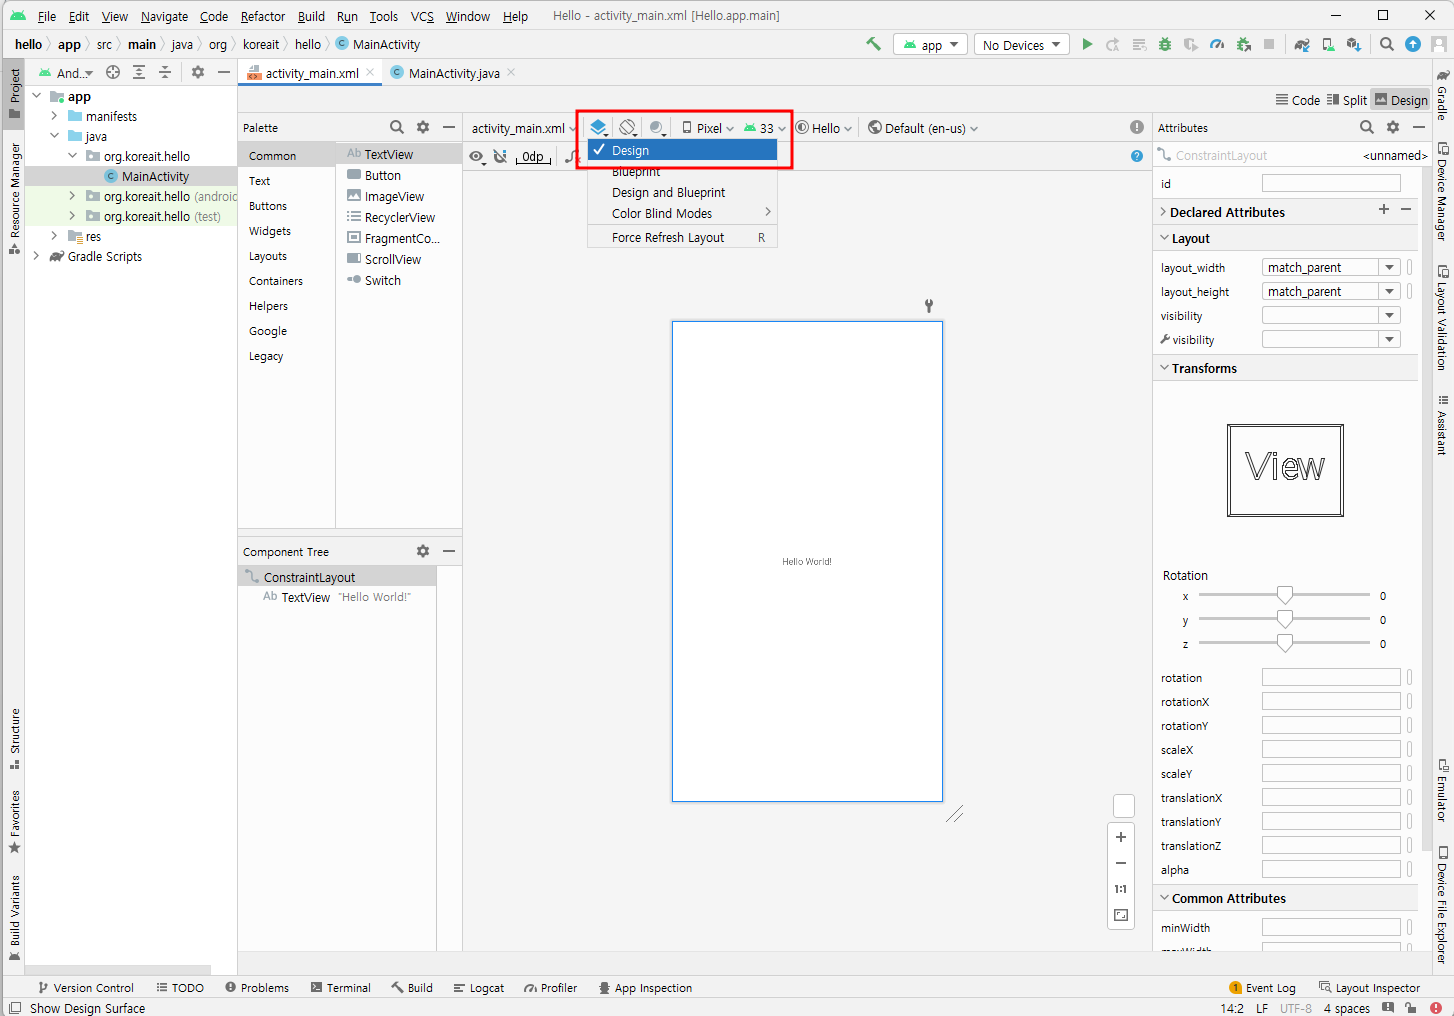 File Edit View Navigate Code Refactor Build Run Tools VCS Window Help Hello - activity_main.xml [Hello.app.main]
hello app src main java org koreait hello MainActivity app No Devices
And... activity_main.xml MainActivity.java
Code Split Design
Project
Resource Manager
Structure
Favorites
Build Variants
app
manifests
java
org.koreait.hello
MainActivity
org.koreait.hello (android
org.koreait.hello (test)
res
Gradle Scripts
Palette
Common
Text
Buttons
Widgets
Layouts
Containers
Helpers
Google
Legacy
Ab TextView
Button
ImageView
RecyclerView
FragmentCo...
ScrollView
Switch
Component Tree
ConstraintLayout
Ab TextView "Hello World!"
activity_main.xml Pixel 33 Hello Default (en-us)
0dp
Design
Blueprint
Design and Blueprint
Color Blind Modes
Force Refresh Layout R
Hello World!
1:1
Attributes
ConstraintLayout <unnamed>
id
Declared Attributes
Layout
layout_width match_parent
layout_height match_parent
visibility
visibility
Transforms
View
Rotation
x 0
y 0
z 0
rotation
rotationX
rotationY
scaleX
scaleY
translationX
translationY
translationZ
alpha
Common Attributes
minWidth
maxWidth
Gradle
Device Manager
Layout Validation
Assistant
Emulator
Device File Explorer
Version Control TODO Problems Terminal Build Logcat Profiler App Inspection 1 Event Log Layout Inspector
Show Design Surface 14:2 LF UTF-8 4 spaces